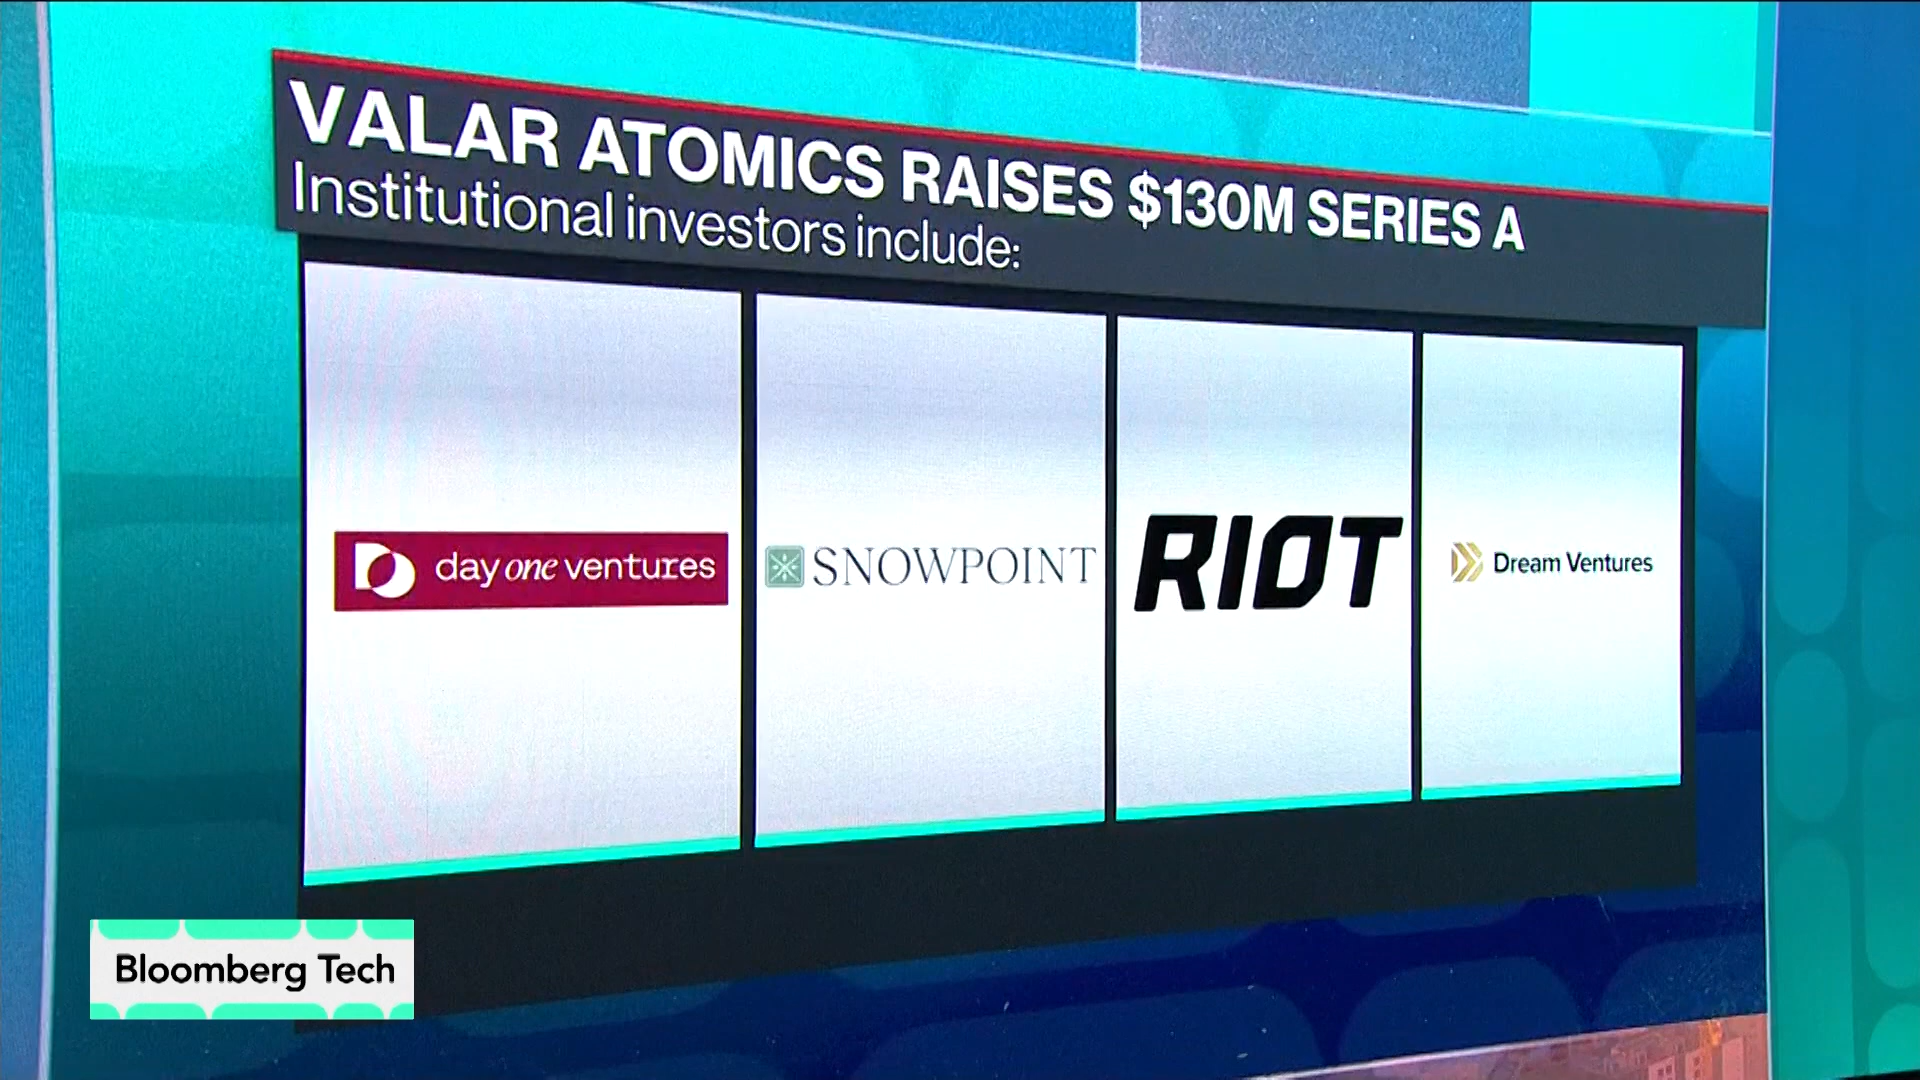 VALAR ATOMICS RAISES $130M SERIES A
Institutional investors include:
day one ventures
SNOWPOINT
RIOT
Dream Ventures
Bloomberg Tech